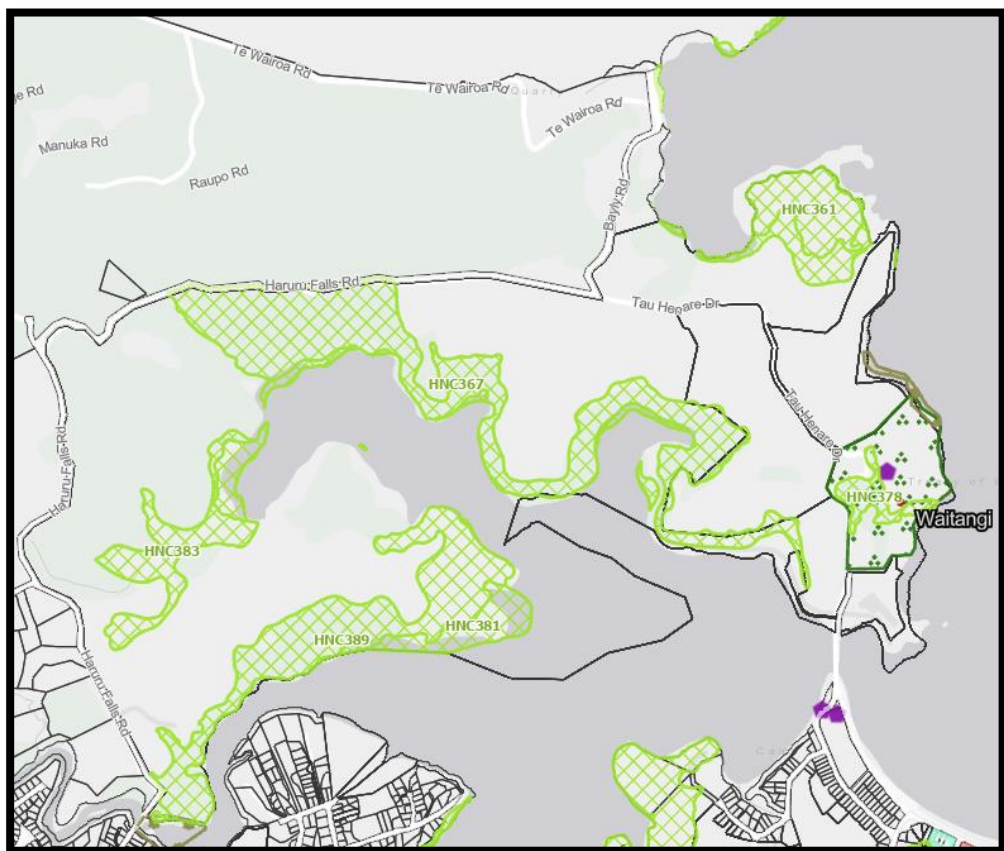 Te Wairoa Rd
Te Wairoa Rd
Te Wairoa Rd
Manuka Rd
Raupo Rd
Bayly Rd
HNC361
Haruru Falls Rd
Tau Henare Dr
HNC367
Tau Henare Dr
Haruru Falls Rd
HNC378
Waitangi
HNC383
HNC389
HNC381
Haruru Falls Rd